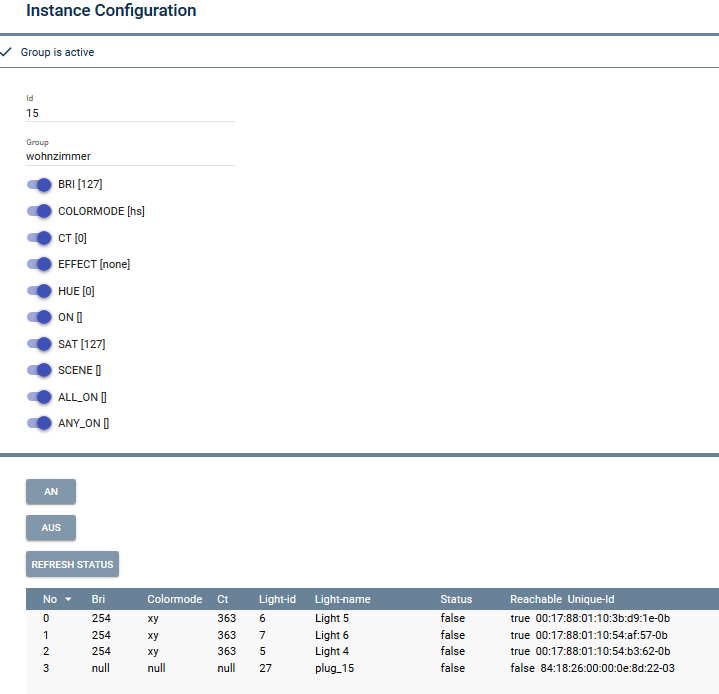 Instance Configuration
Group is active
Id
15
Group
wohnzimmer
BRI [127]
COLORMODE [hs]
CT [0]
EFFECT [none]
HUE [0]
ON []
SAT [127]
SCENE []
ALL_ON []
ANY_ON []
AN
AUS
REFRESH STATUS
No Bri Colormode Ct Light-id Light-name Status Reachable Unique-Id
0 254 xy 363 6 Light 5 false true 00:17:88:01:10:3b:d9:1e-0b
1 254 xy 363 7 Light 6 false true 00:17:88:01:10:54:af:57-0b
2 254 xy 363 5 Light 4 false true 00:17:88:01:10:54:b3:62-0b
3 null null null 27 plug_15 false false 84:18:26:00:00:0e:8d:22-03